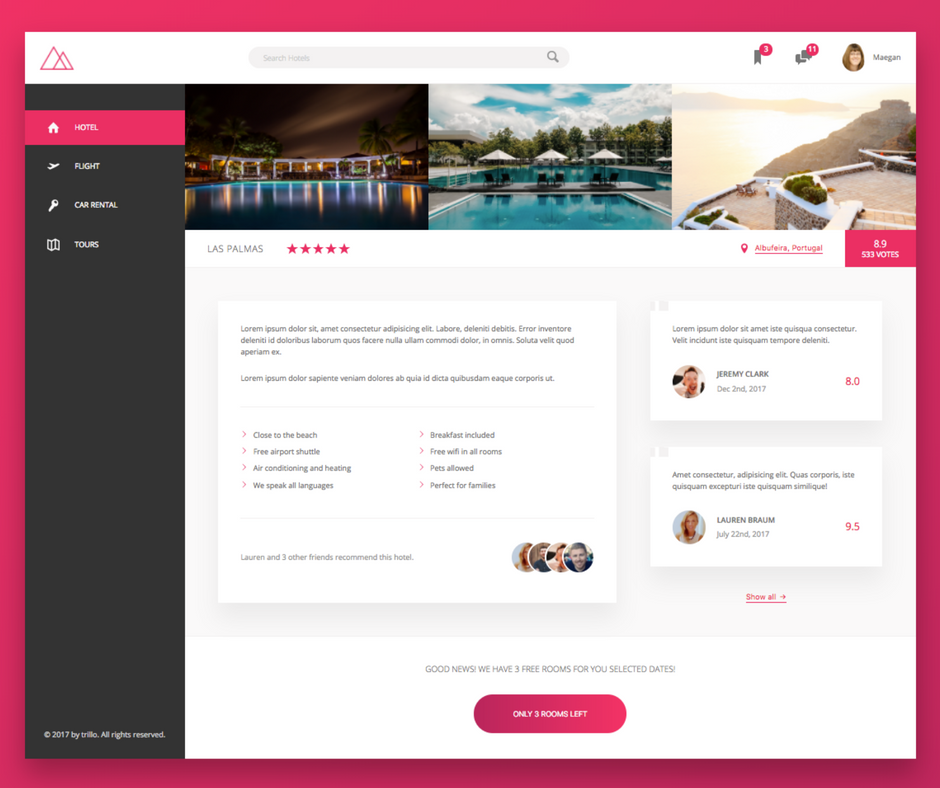 Search Hotels
3
11
Maegan
HOTEL
FLIGHT
CAR RENTAL
TOURS
© 2017 by trillo. All rights reserved.
LAS PALMAS
Albufeira, Portugal
8.9
533 VOTES
Lorem ipsum dolor sit, amet consectetur adipisicing elit. Labore, deleniti debitis. Error inventore
deleniti id doloribus laborum quos facere nulla ullam commodi dolor, in omnis. Soluta velit quod
aperiam ex.
Lorem ipsum dolor sapiente veniam dolores ab quia id dicta quibusdam eaque corporis ut.
Close to the beach
Free airport shuttle
Air conditioning and heating
We speak all languages
Breakfast included
Free wifi in all rooms
Pets allowed
Perfect for families
Lauren and 3 other friends recommend this hotel.
Lorem ipsum dolor sit amet iste quisqua consectetur.
Velit incidunt iste quisquam tempore deleniti.
JEREMY CLARK
Dec 2nd, 2017
8.0
Amet consectetur, adipisicing elit. Quas corporis, iste
quisquam excepturi iste quisquam similique!
LAUREN BRAUM
July 22nd, 2017
9.5
Show all →
GOOD NEWS! WE HAVE 3 FREE ROOMS FOR YOU SELECTED DATES!
ONLY 3 ROOMS LEFT